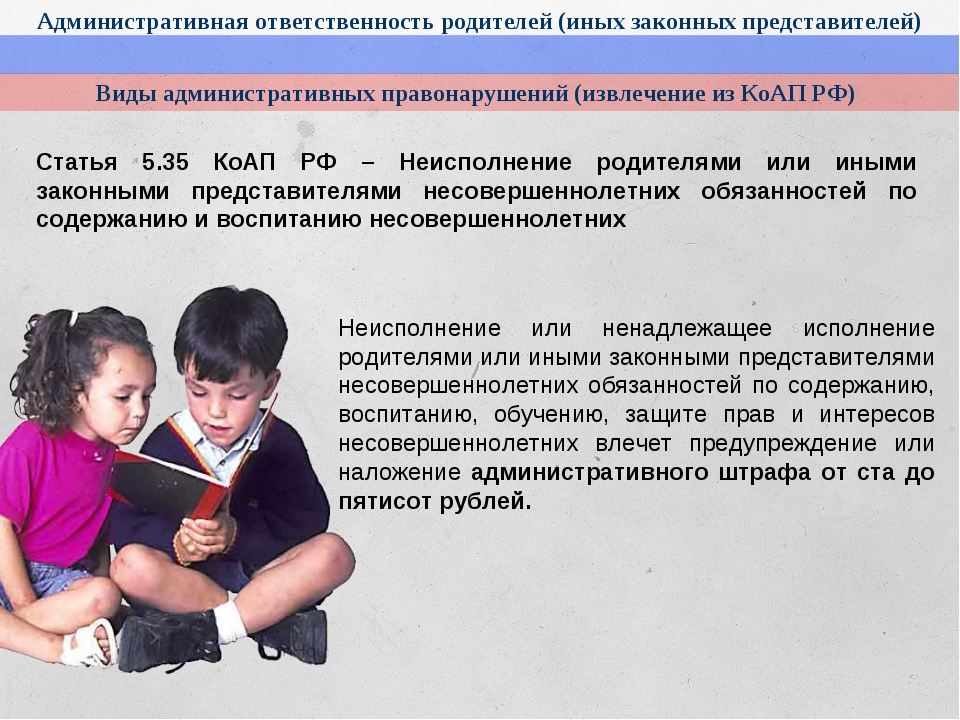 Административная ответственность родителей (иных законных представителей)
Виды административных правонарушений (извлечение из КоАП РФ)
Статья 5.35 КоАП РФ – Неисполнение родителями или иными
законными представителями несовершеннолетних обязанностей по
содержанию и воспитанию несовершеннолетних
Неисполнение или ненадлежащее исполнение
родителями или иными законными представителями
несовершеннолетних обязанностей по содержанию,
воспитанию, обучению, защите прав и интересов
несовершеннолетних влечет предупреждение или
наложение административного штрафа от ста до
пятисот рублей.